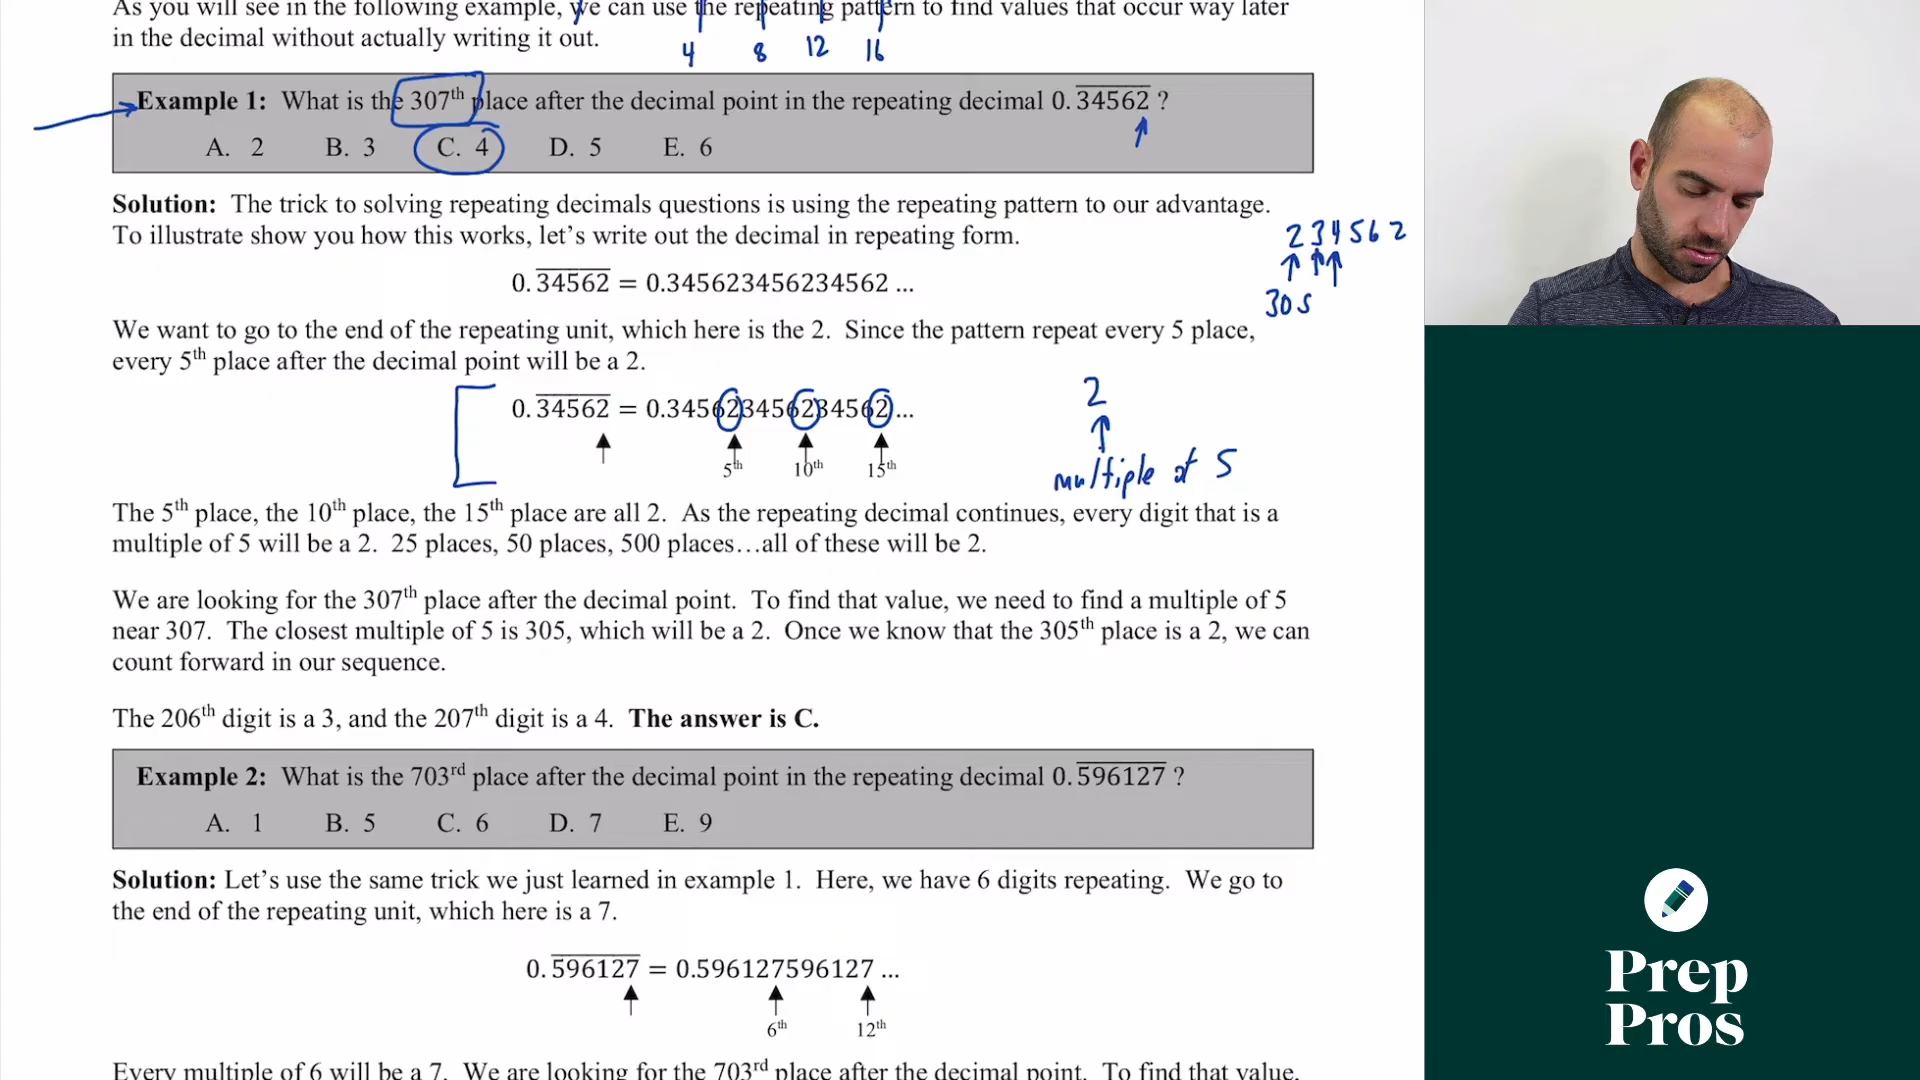 As you will see in the following example, we can use the repeating pattern to find values that occur way later
in the decimal without actually writing it out.
4 8 12 16
Example 1: What is the 307th place after the decimal point in the repeating decimal 0.34562 ?
A. 2 B. 3 C. 4 D. 5 E. 6
Solution: The trick to solving repeating decimals questions is using the repeating pattern to our advantage.
To illustrate show you how this works, let's write out the decimal in repeating form.
234562
305
0.34562 = 0.345623456234562 ...
We want to go to the end of the repeating unit, which here is the 2. Since the pattern repeat every 5 place,
every 5th place after the decimal point will be a 2.
0.34562 = 0.345623456234562 ...
5th 10th 15th
2
multiple of 5
The 5th place, the 10th place, the 15th place are all 2. As the repeating decimal continues, every digit that is a
multiple of 5 will be a 2. 25 places, 50 places, 500 places…all of these will be 2.
We are looking for the 307th place after the decimal point. To find that value, we need to find a multiple of 5
near 307. The closest multiple of 5 is 305, which will be a 2. Once we know that the 305th place is a 2, we can
count forward in our sequence.
The 206th digit is a 3, and the 207th digit is a 4. The answer is C.
Example 2: What is the 703rd place after the decimal point in the repeating decimal 0.596127 ?
A. 1 B. 5 C. 6 D. 7 E. 9
Solution: Let's use the same trick we just learned in example 1. Here, we have 6 digits repeating. We go to
the end of the repeating unit, which here is a 7.
0.596127 = 0.596127596127 ...
6th 12th
Every multiple of 6 will be a 7. We are looking for the 703rd place after the decimal point. To find that value,
Prep
Pros